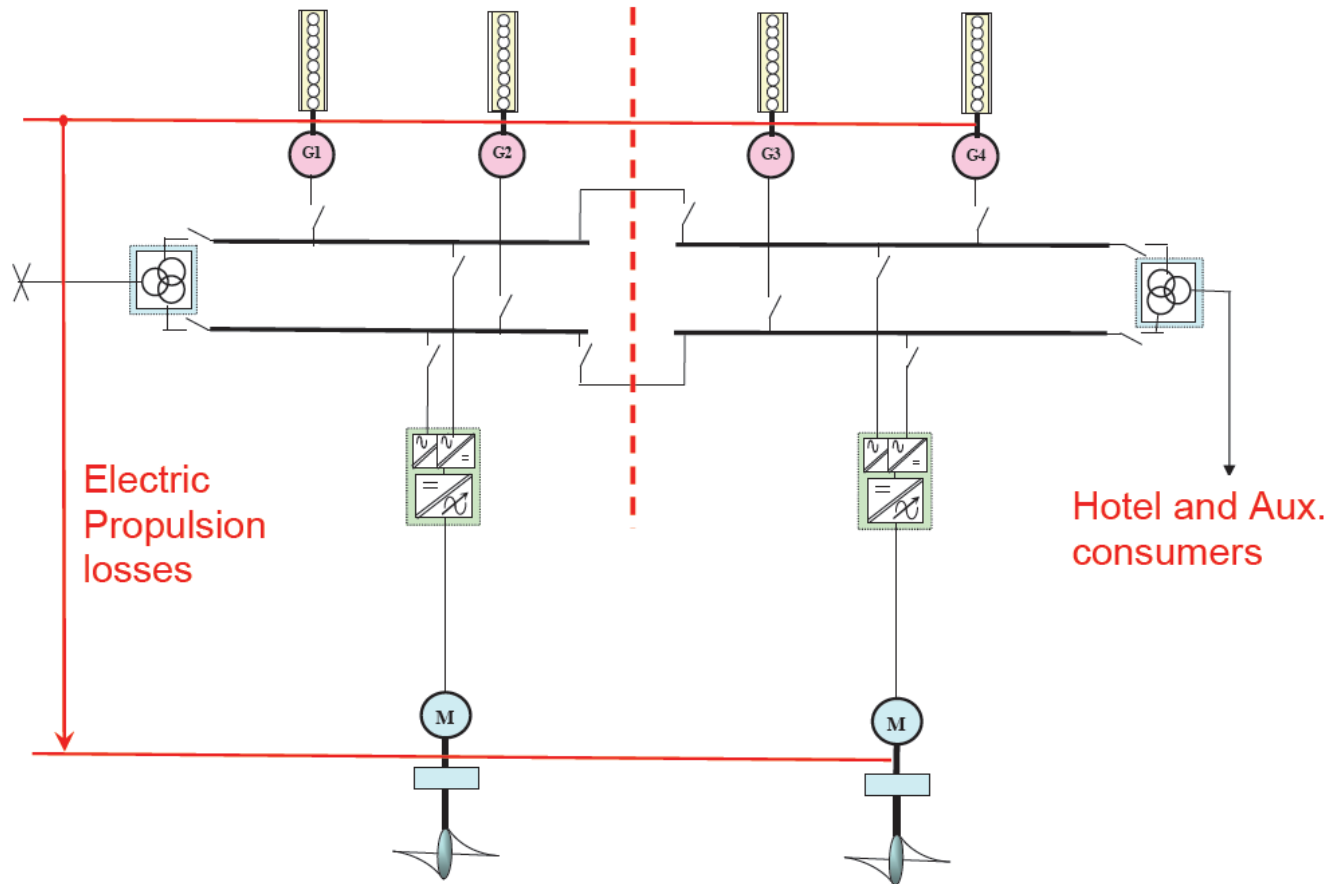 G1
G2
G3
G4
Electric
Propulsion
losses
Hotel and Aux.
consumers
M
M